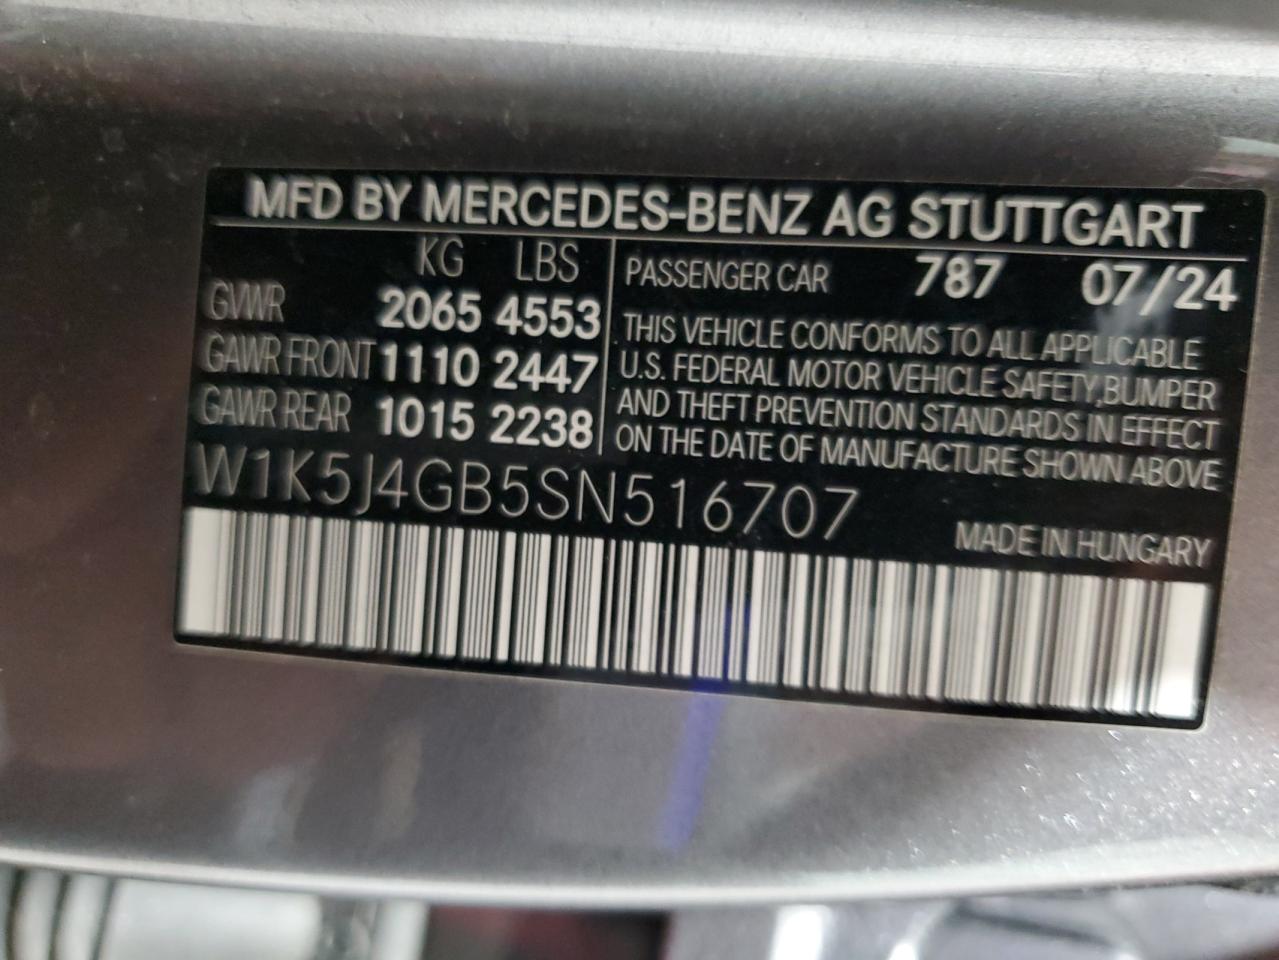 MFD BY MERCEDES-BENZ AG STUTTGART
KG LBS
GVWR 2065 4553
GAWR FRONT 1110 2447
GAWR REAR 1015 2238
PASSENGER CAR 787 07/24
THIS VEHICLE CONFORMS TO ALL APPLICABLE
U.S. FEDERAL MOTOR VEHICLE SAFETY,BUMPER
AND THEFT PREVENTION STANDARDS IN EFFECT
ON THE DATE OF MANUFACTURE SHOWN ABOVE
W1K5J4GB5SN516707
MADE IN HUNGARY